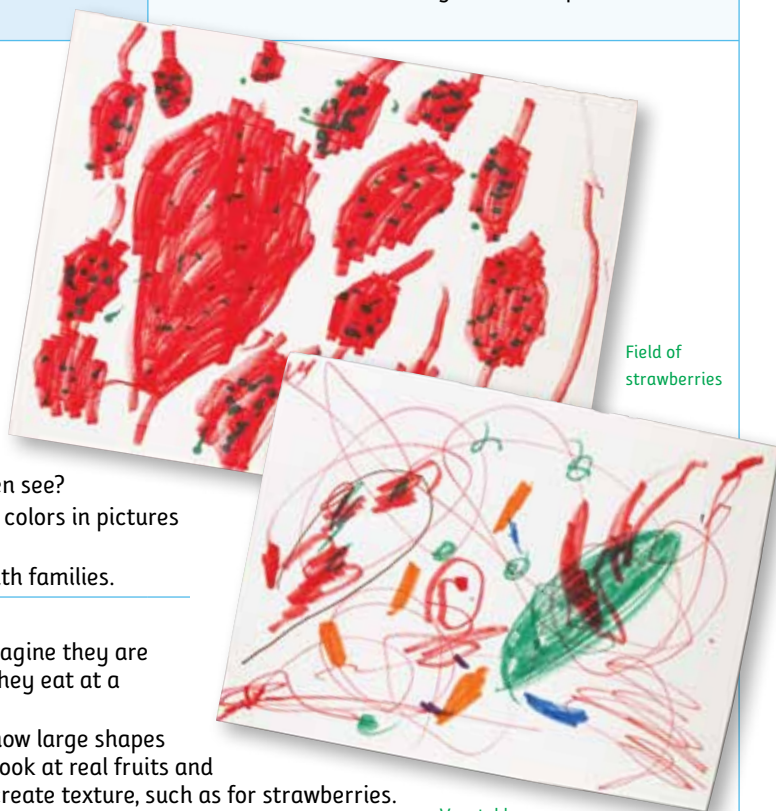 Field of
strawberries
en see?
colors in pictures
th families.
agine they are
hey eat at a
ow large shapes
ook at real fruits and
reate texture, such as for strawberries.